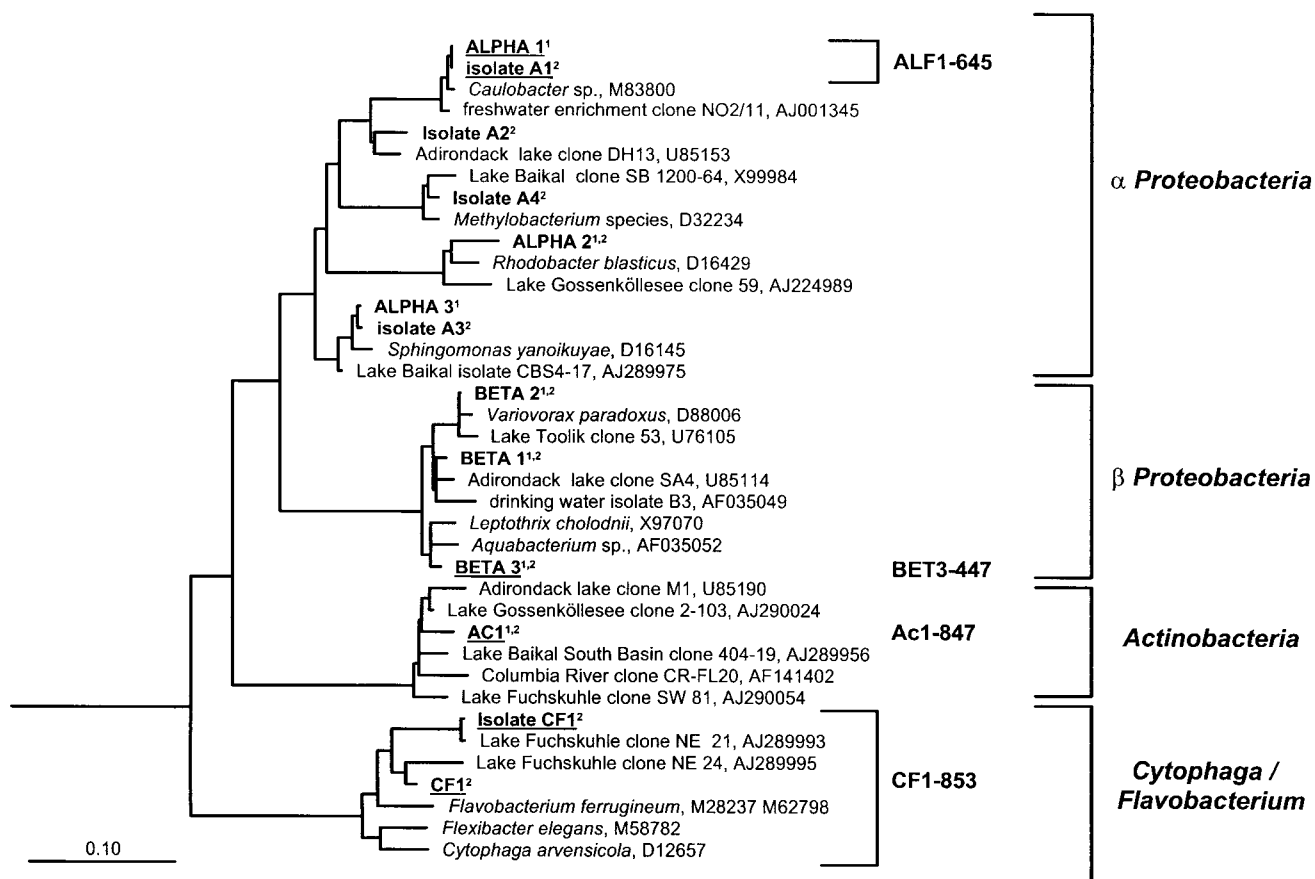 ALPHA 1¹
isolate A1²
ALF1-645
Caulobacter sp., M83800
freshwater enrichment clone NO2/11, AJ001345
Isolate A2²
Adirondack lake clone DH13, U85153
Lake Baikal clone SB 1200-64, X99984
α Proteobacteria
Isolate A4²
Methylobacterium species, D32234
ALPHA 2¹,²
Rhodobacter blasticus, D16429
Lake Gossenköllesee clone 59, AJ224989
ALPHA 3¹
isolate A3²
Sphingomonas yanoikuyae, D16145
Lake Baikal isolate CBS4-17, AJ289975
BETA 2¹,²
Variovorax paradoxus, D88006
Lake Toolik clone 53, U76105
BETA 1¹,²
Adirondack lake clone SA4, U85114
β Proteobacteria
drinking water isolate B3, AF035049
Leptothrix cholodnii, X97070
Aquabacterium sp., AF035052
BETA 3¹,²
BET3-447
Adirondack lake clone M1, U85190
Lake Gossenköllesee clone 2-103, AJ290024
AC1¹,²
Ac1-847
Actinobacteria
Lake Baikal South Basin clone 404-19, AJ289956
Columbia River clone CR-FL20, AF141402
Lake Fuchskuhle clone SW 81, AJ290054
Isolate CF1²
Lake Fuchskuhle clone NE 21, AJ289993
Lake Fuchskuhle clone NE 24, AJ289995
CF1²
CF1-853
Cytophaga /
Flavobacterium
Flavobacterium ferrugineum, M28237 M62798
Flexibacter elegans, M58782
Cytophaga arvensicola, D12657
0.10